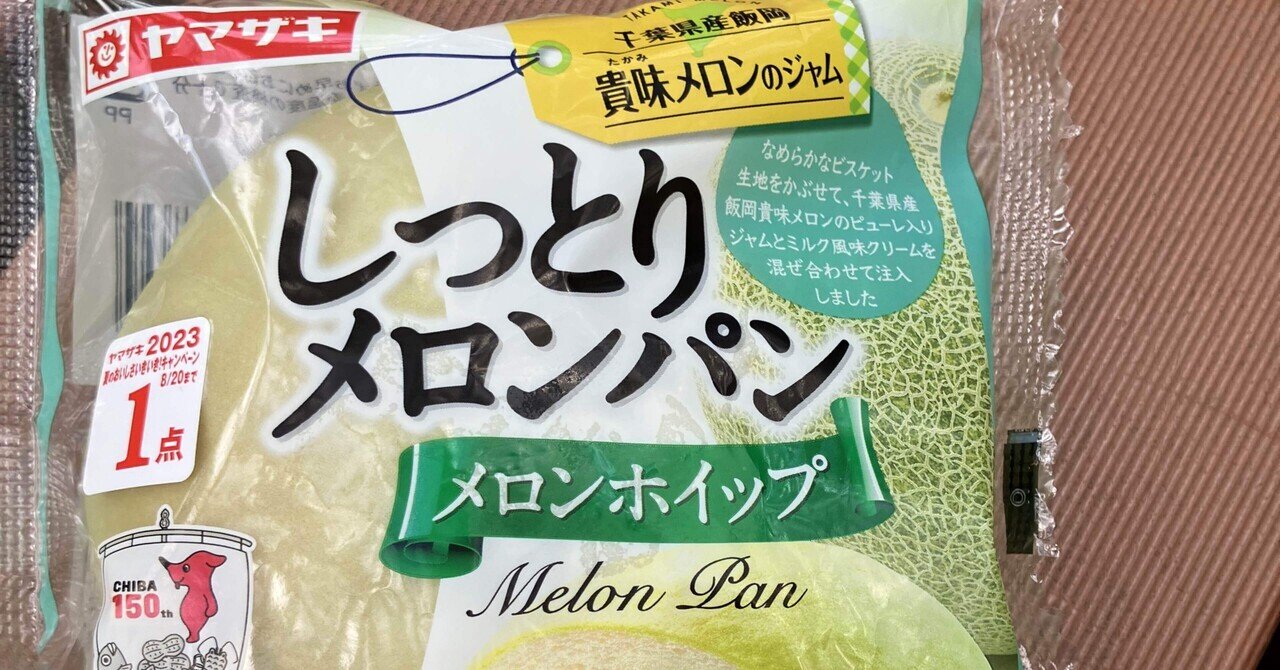 ヤマザキ
千葉県産飯岡
たかみ
貴味メロンのジャム
なめらかなビスケット
生地をかぶせて、千葉県産
飯岡貴味メロンのピューレ入り
ジャムとミルク風味クリームを
混ぜ合わせて注入
しました
しっとり
メロンパン
メロンホイップ
Melon Pan
ヤマザキ 2023
夏のおいしさいきいき!キャンペーン
8/20まで
1点
CHIBA
150th
PP